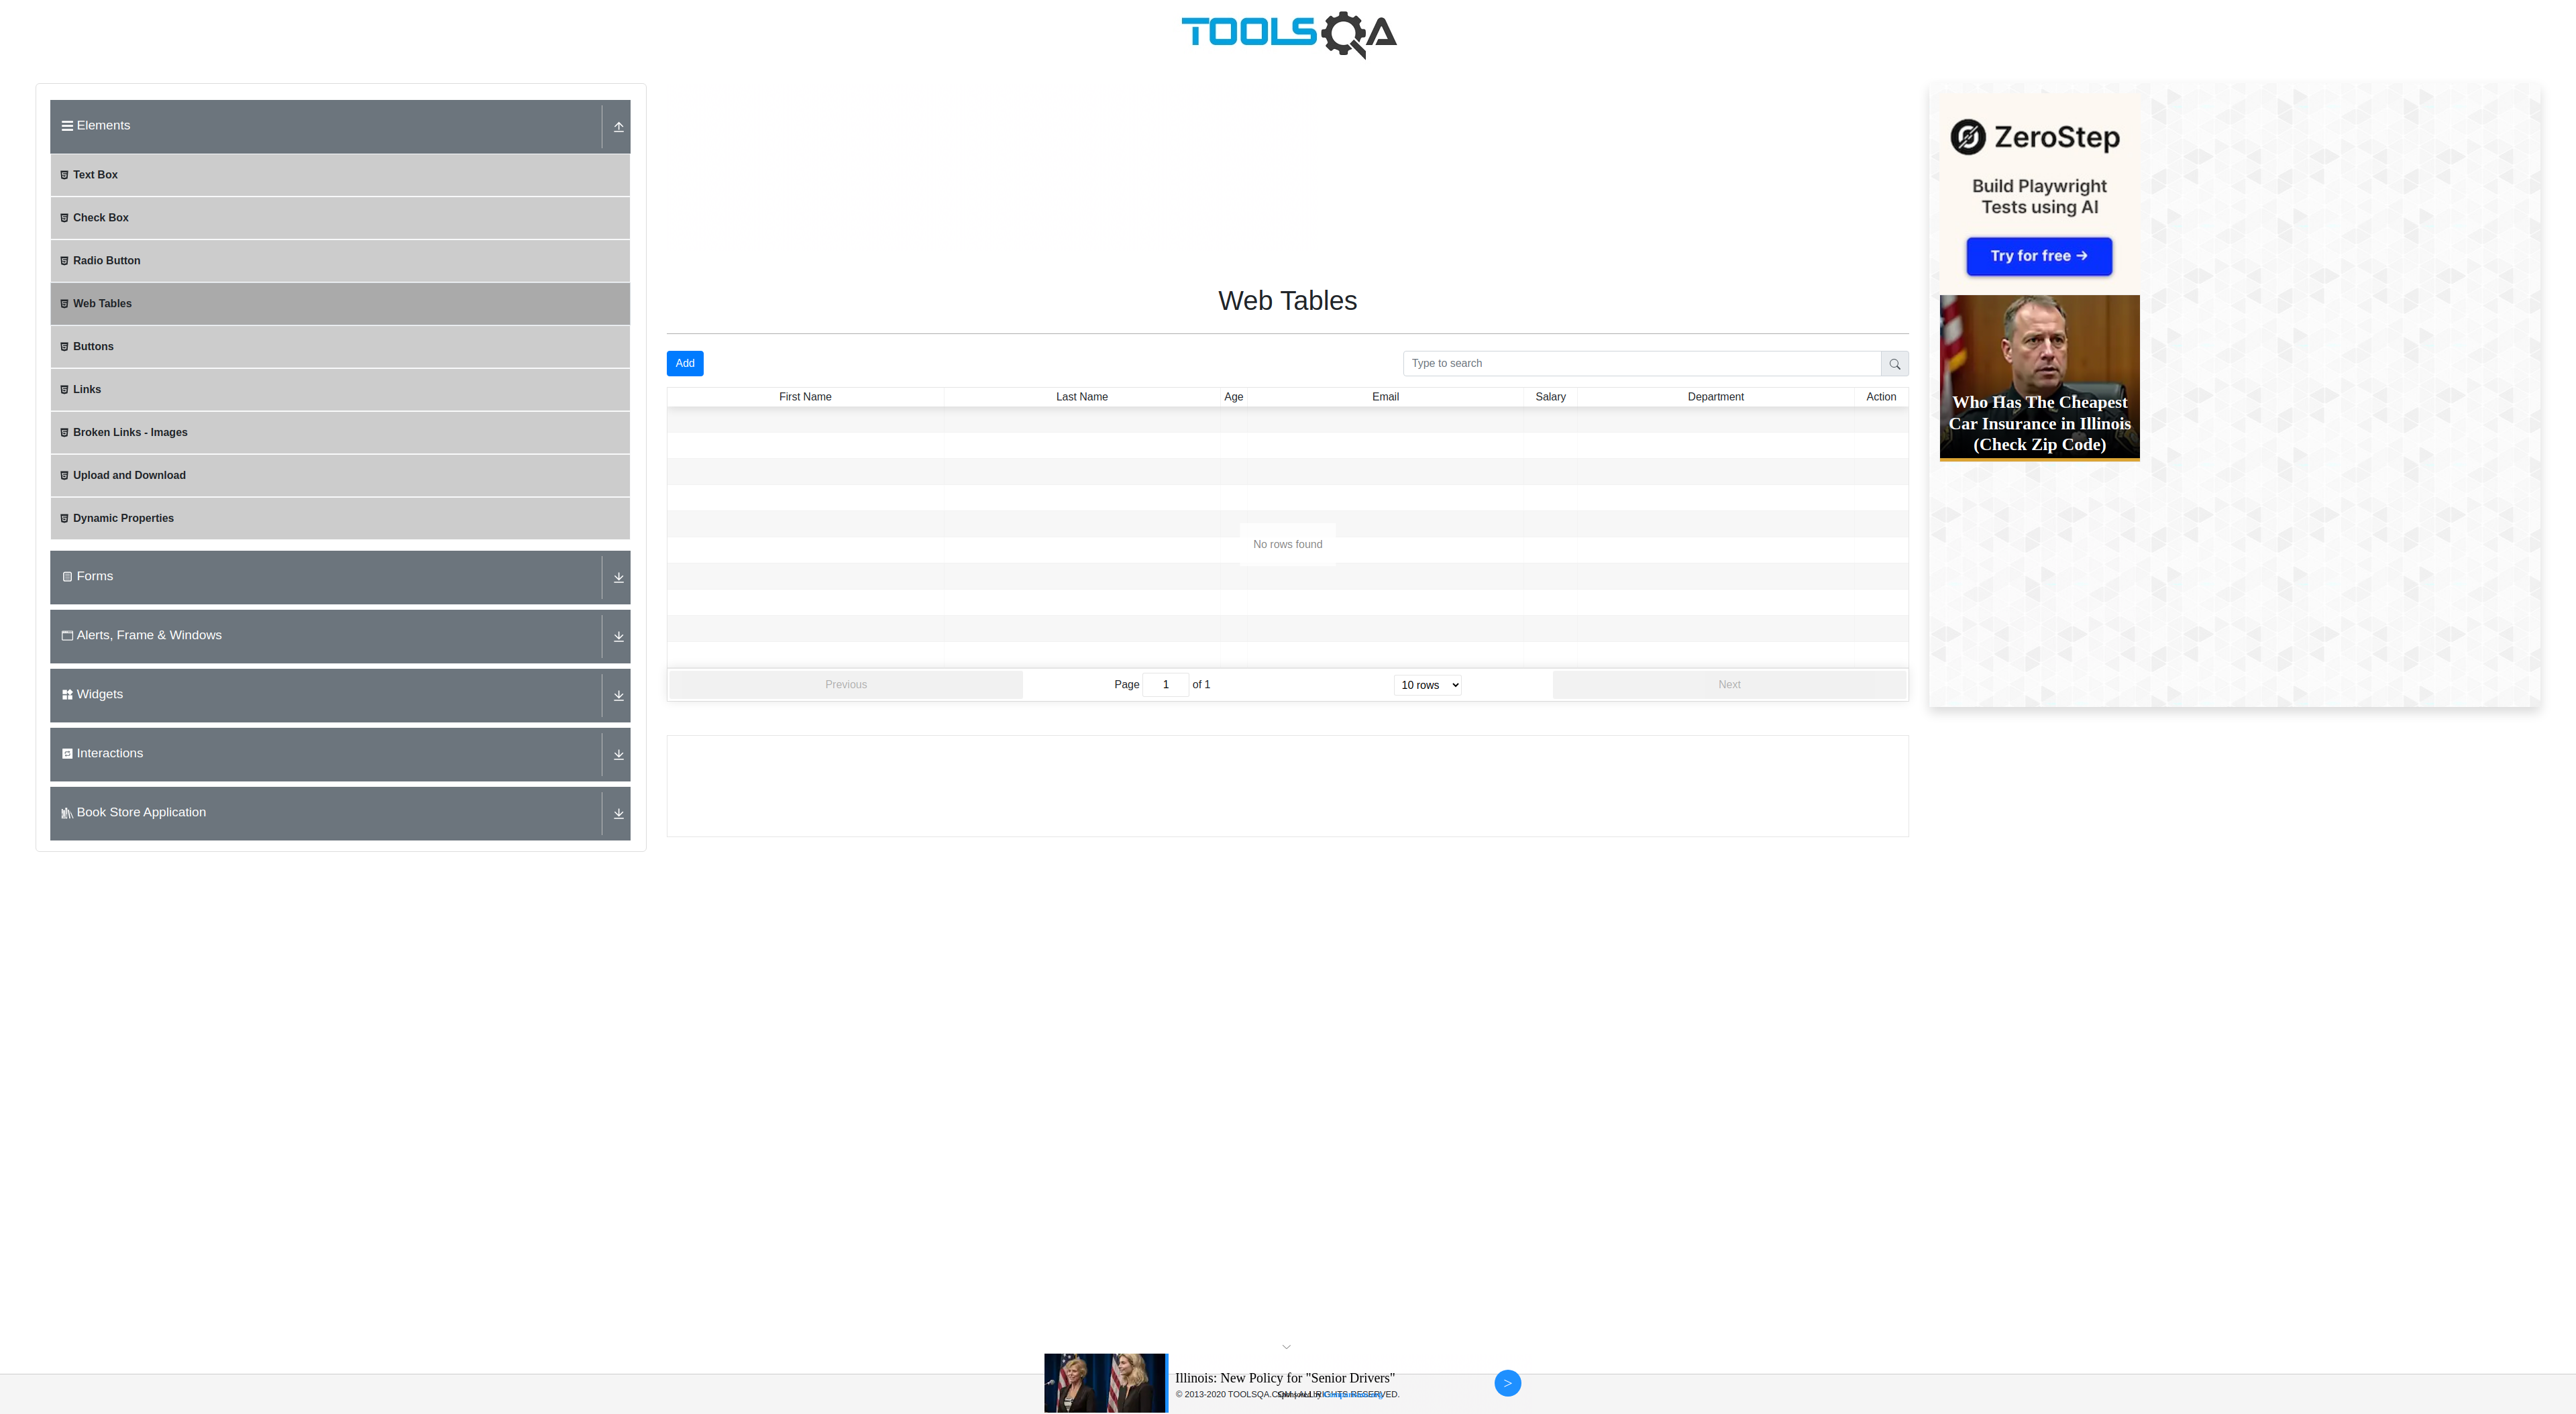 TOOLSQA
Elements
Text Box
Check Box
Radio Button
Web Tables
Buttons
Links
Broken Links - Images
Upload and Download
Dynamic Properties
Forms
Alerts, Frame & Windows
Widgets
Interactions
Book Store Application
Web Tables
Add
Type to search
First Name Last Name Age Email Salary Department Action
No rows found
Previous Page 1 of 1 10 rows Next
ZeroStep
Build Playwright
Tests using AI
Try for free →
Who Has The Cheapest
Car Insurance in Illinois
(Check Zip Code)
Illinois: New Policy for "Senior Drivers"
© 2013-2020 TOOLSQA.COM | ALL RIGHTS RESERVED.